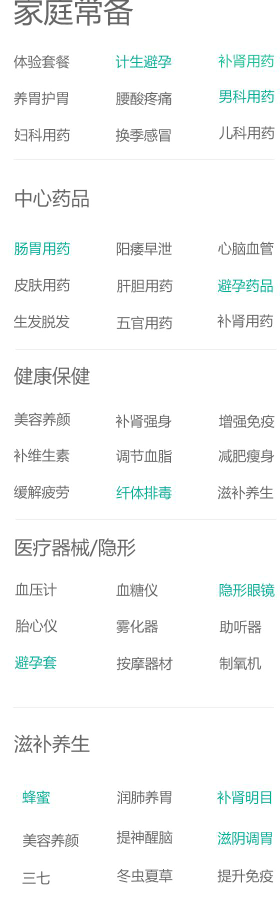 家庭常备
体验套餐 计生避孕 补肾用药
养胃护胃 腰酸疼痛 男科用药
妇科用药 换季感冒 儿科用药
中心药品
肠胃用药 阳痿早泄 心脑血管
皮肤用药 肝胆用药 避孕药品
生发脱发 五官用药 补肾用药
健康保健
美容养颜 补肾强身 增强免疫
补维生素 调节血脂 减肥瘦身
缓解疲劳 纤体排毒 滋补养生
医疗器械/隐形
血压计 血糖仪 隐形眼镜
胎心仪 雾化器 助听器
避孕套 按摩器材 制氧机
滋补养生
蜂蜜 润肺养胃 补肾明目
美容养颜 提神醒脑 滋阴调胃
三七 冬虫夏草 提升免疫